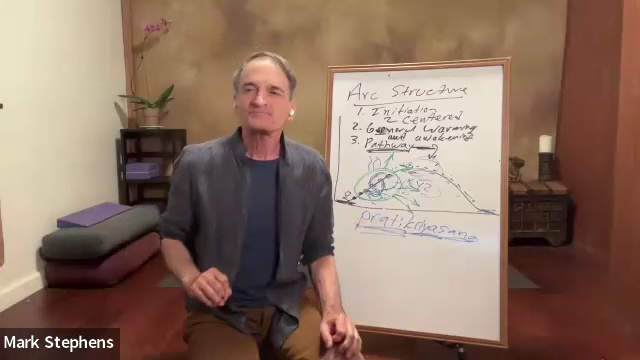 Arc Structure
1. Initiation
2 Centered
2. General Warming
and awakening
3. Pathway
Pratikriyasana
Mark Stephens